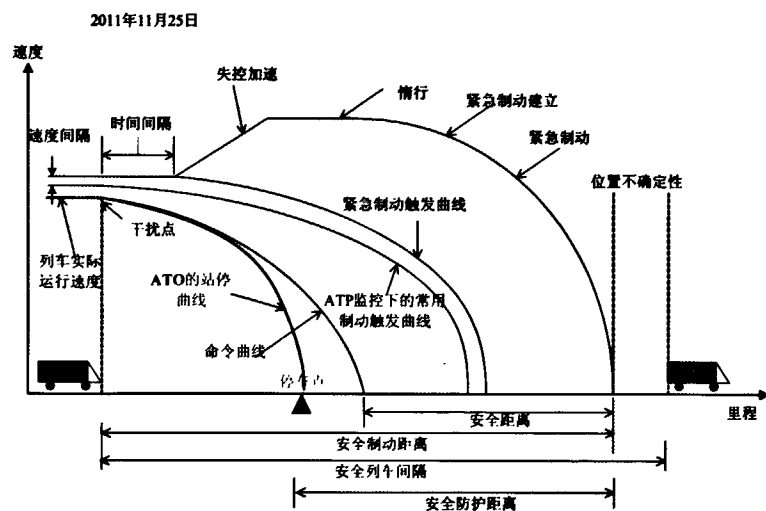 2011年11月25日
速度
失控加速
惰行
紧急制动建立
紧急制动
时间间隔
速度间隔
位置不确定性
紧急制动触发曲线
干扰点
列车实际
运行速度
ATO的站停
曲线
ATP监控下的常用
制动触发曲线
命令曲线
停车点
里程
安全距离
安全制动距离
安全列车间隔
安全防护距离